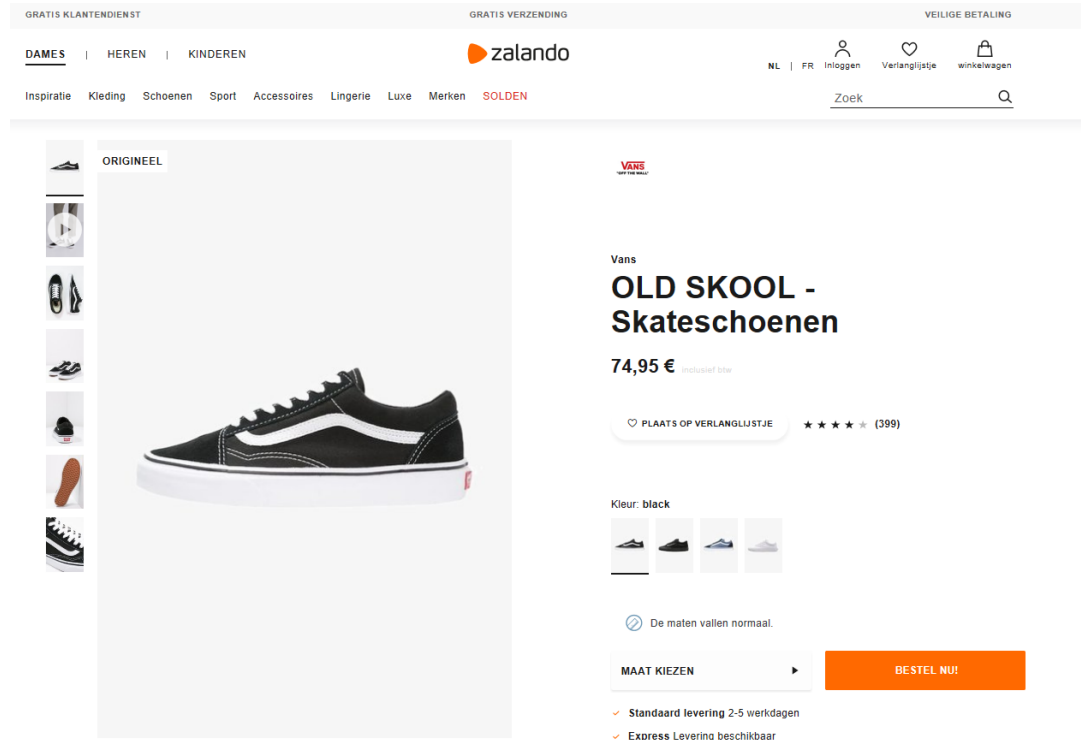 GRATIS KLANTENDIENST
GRATIS VERZENDING
VEILIGE BETALING
DAMES | HEREN | KINDEREN
zalando
NL | FR Inloggen Verlanglijstje winkelwagen
Inspiratie Kleding Schoenen Sport Accessoires Lingerie Luxe Merken SOLDEN
Zoek
ORIGINEEL
VANS
"OFF THE WALL"
Vans
OLD SKOOL -
Skateschoenen
74,95 € inclusief btw
PLAATS OP VERLANGLIJSTJE
(399)
Kleur: black
De maten vallen normaal.
MAAT KIEZEN
BESTEL NU!
Standaard levering 2-5 werkdagen
Express Levering beschikbaar